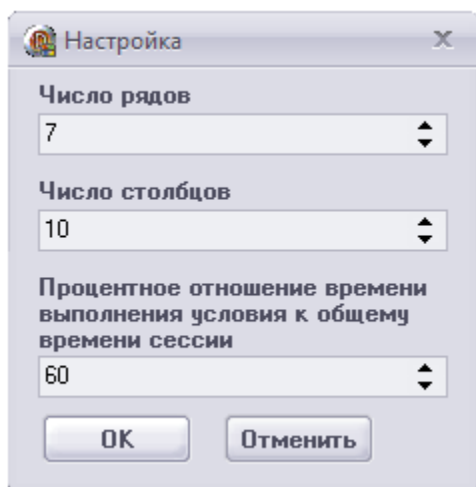 Настройка
Число рядов
7
Число столбцов
10
Процентное отношение времени
выполнения условия к общему
времени сессии
60
OK
Отменить